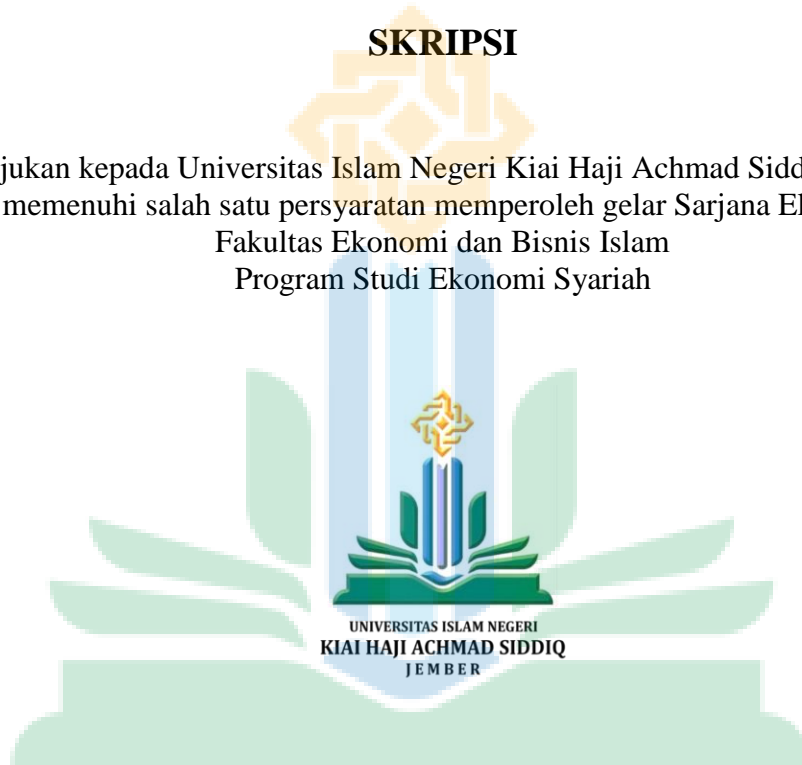 SKRIPSI
jukan kepada Universitas Islam Negeri Kiai Haji Achmad Sidd
memenuhi salah satu persyaratan memperoleh gelar Sarjana E
Fakultas Ekonomi dan Bisnis Islam
Program Studi Ekonomi Syariah
UNIVERSITAS ISLAM NEGERI
KIAI HAJI ACHMAD SIDDIQ
JEMBER